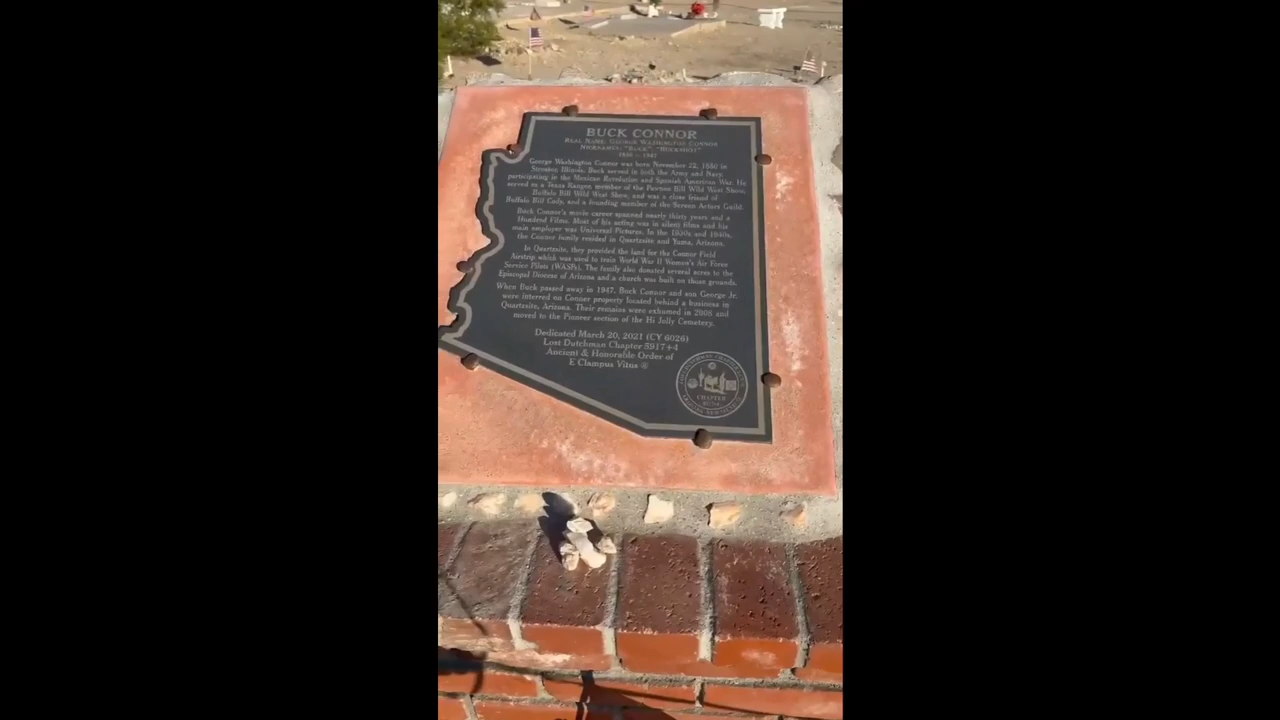 BUCK CONNOR
REAL NAME: GEORGE WASHINGTON CONNOR
NICKNAMES: "BUCK", "BUCKSHOT"
1880 – 1947
George Washington Connor was born November 22, 1880 in
Streator, Illinois. Buck served in both the Army and Navy,
participating in the Mexican Revolution and Spanish American War. He
served as a Texas Ranger, member of the Pawnee Bill Wild West Show,
Buffalo Bill Wild West Show, and was a close friend of
Buffalo Bill Cody, and a founding member of the Screen Actors Guild.
Buck Connor's movie career spanned nearly thirty years and a
Hundred Films. Most of his acting was in silent films and his
main employer was Universal Pictures. In the 1930s and 1940s,
the Connor family resided in Quartzsite and Yuma, Arizona.
In Quartzsite, they provided the land for the Connor Field
Airstrip which was used to train World War II Women's Air Force
Service Pilots (WASPs). The family also donated several acres to the
Episcopal Diocese of Arizona and a church was built on those grounds.
When Buck passed away in 1947, Buck Connor and son George Jr.
were interred on Connor property located behind a business in
Quartzsite, Arizona. Their remains were exhumed in 2005 and
moved to the Pioneer section of the Hi Jolly Cemetery.
Dedicated March 20, 2021 (CY 6026)
Lost Dutchman Chapter 5917+4
Ancient & Honorable Order of
E Clampus Vitus ®
CHAPTER